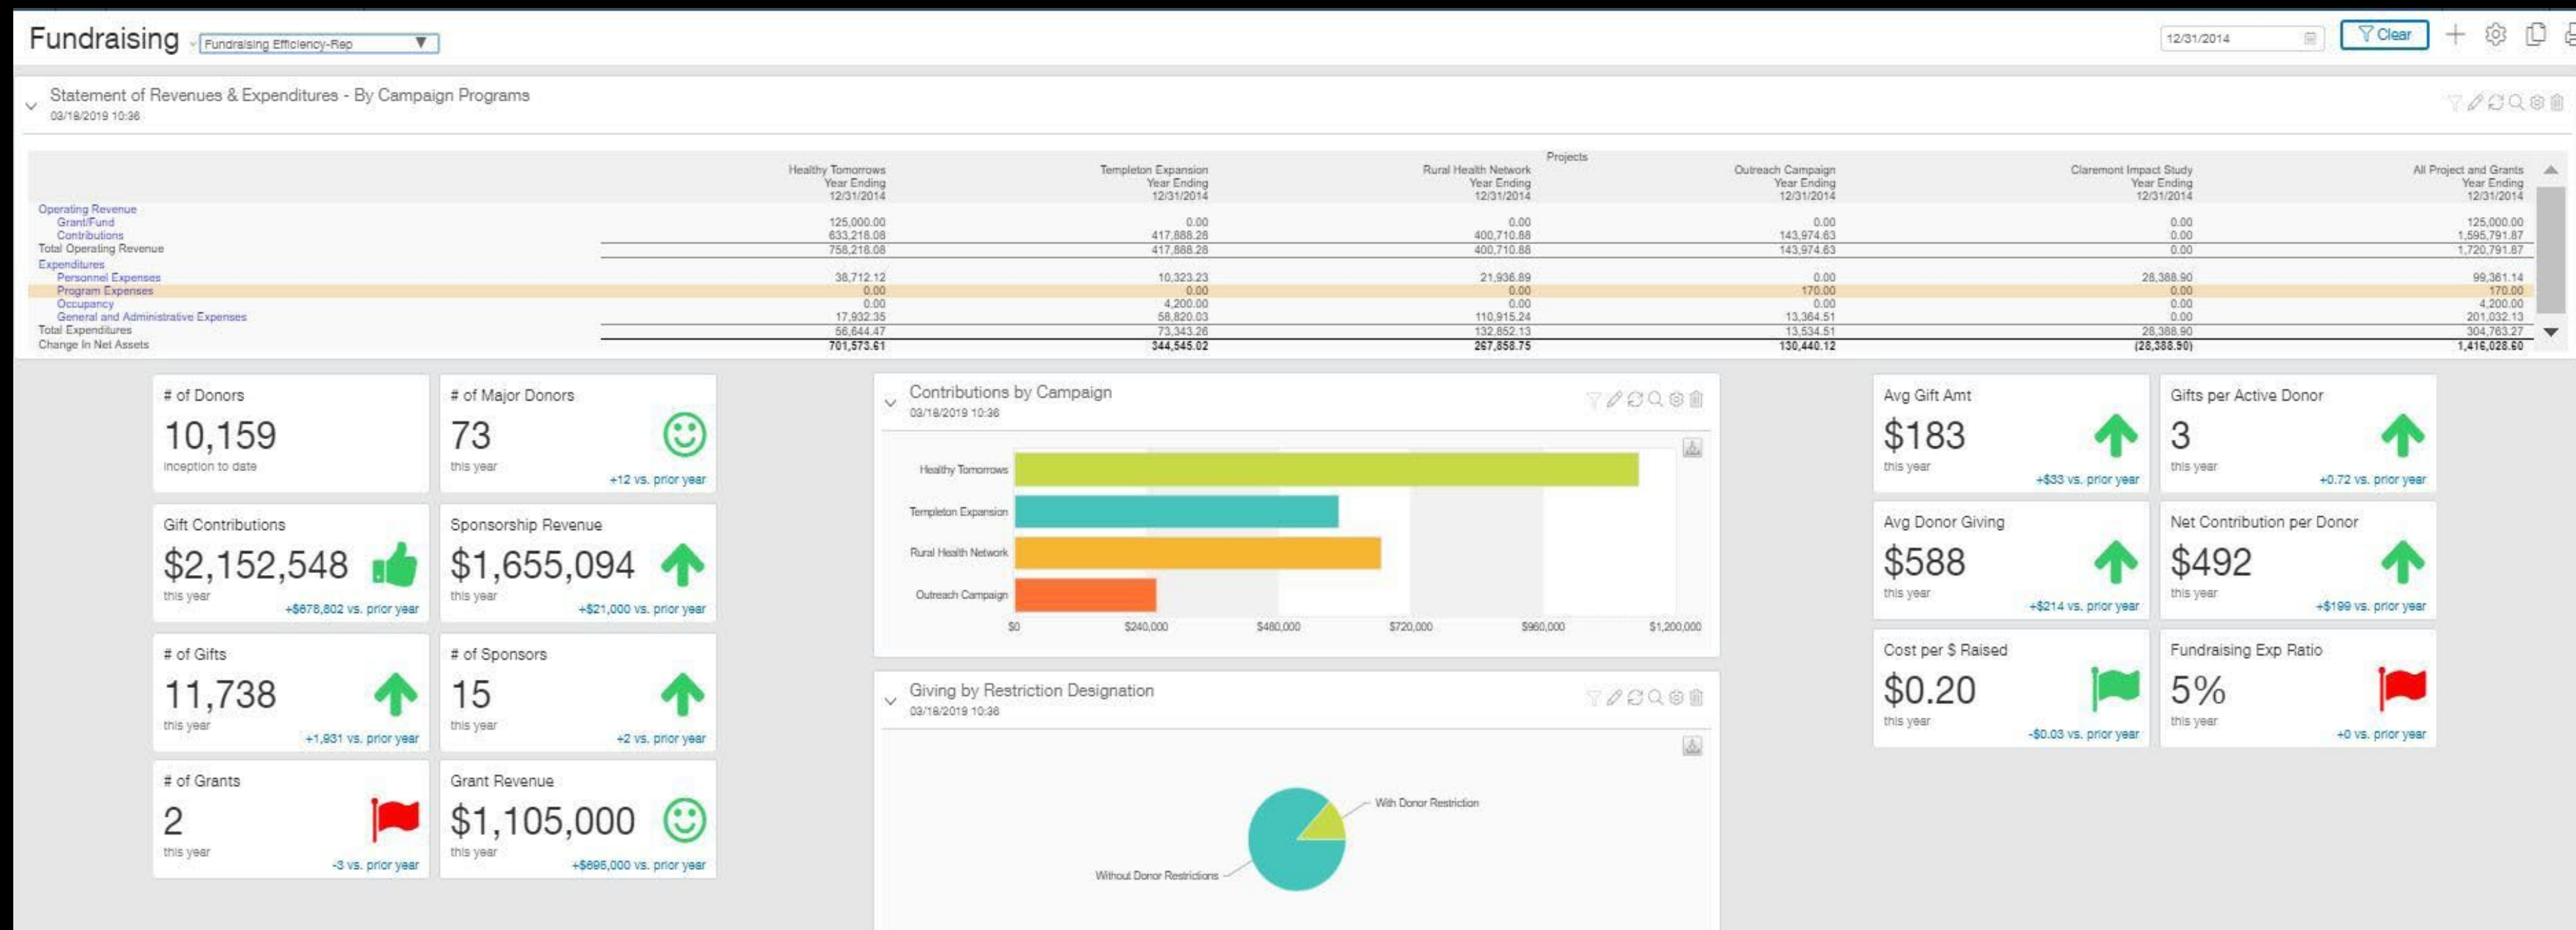 Fundraising
Fundraising Efficiency-Rep
12/31/2014
Clear
Statement of Revenues & Expenditures - By Campaign Programs
03/18/2019 10:36
Projects
Healthy Tomorrows Templeton Expansion Rural Health Network Outreach Campaign Claremont Impact Study All Project and Grants
Year Ending Year Ending Year Ending Year Ending Year Ending Year Ending
12/31/2014 12/31/2014 12/31/2014 12/31/2014 12/31/2014 12/31/2014
Operating Revenue
Grant/Fund 125,000.00 0.00 0.00 0.00 0.00 125,000.00
Contributions 633,218.08 417,888.28 400,710.88 143,974.63 0.00 1,595,791.87
Total Operating Revenue 758,218.08 417,888.28 400,710.88 143,974.63 0.00 1,720,791.87
Expenditures
Personnel Expenses 38,712.12 10,323.23 21,936.89 0.00 28,388.90 99,361.14
Program Expenses 0.00 0.00 0.00 170.00 0.00 170.00
Occupancy 0.00 4,200.00 0.00 0.00 0.00 4,200.00
General and Administrative Expenses 17,932.35 58,820.03 110,915.24 13,364.51 0.00 201,032.13
Total Expenditures 56,644.47 73,343.26 132,852.13 13,534.51 28,388.90 304,763.27
Change In Net Assets 701,573.61 344,545.02 267,858.75 130,440.12 (28,388.90) 1,416,028.60
# of Donors
10,159
inception to date
# of Major Donors
73
this year
+12 vs. prior year
Gift Contributions
$2,152,548
this year
+$678,802 vs. prior year
Sponsorship Revenue
$1,655,094
this year
+$21,000 vs. prior year
# of Gifts
11,738
this year
+1,931 vs. prior year
# of Sponsors
15
this year
+2 vs. prior year
# of Grants
2
this year
-3 vs. prior year
Grant Revenue
$1,105,000
this year
+$695,000 vs. prior year
Contributions by Campaign
03/18/2019 10:36
Healthy Tomorrows
Templeton Expansion
Rural Health Network
Outreach Campaign
$0 $240,000 $480,000 $720,000 $960,000 $1,200,000
Giving by Restriction Designation
03/18/2019 10:36
With Donor Restriction
Without Donor Restrictions
Avg Gift Amt
$183
this year
+$33 vs. prior year
Gifts per Active Donor
3
this year
+0.72 vs. prior year
Avg Donor Giving
$588
this year
+$214 vs. prior year
Net Contribution per Donor
$492
this year
+$199 vs. prior year
Cost per $ Raised
$0.20
this year
-$0.03 vs. prior year
Fundraising Exp Ratio
5%
this year
+0 vs. prior year